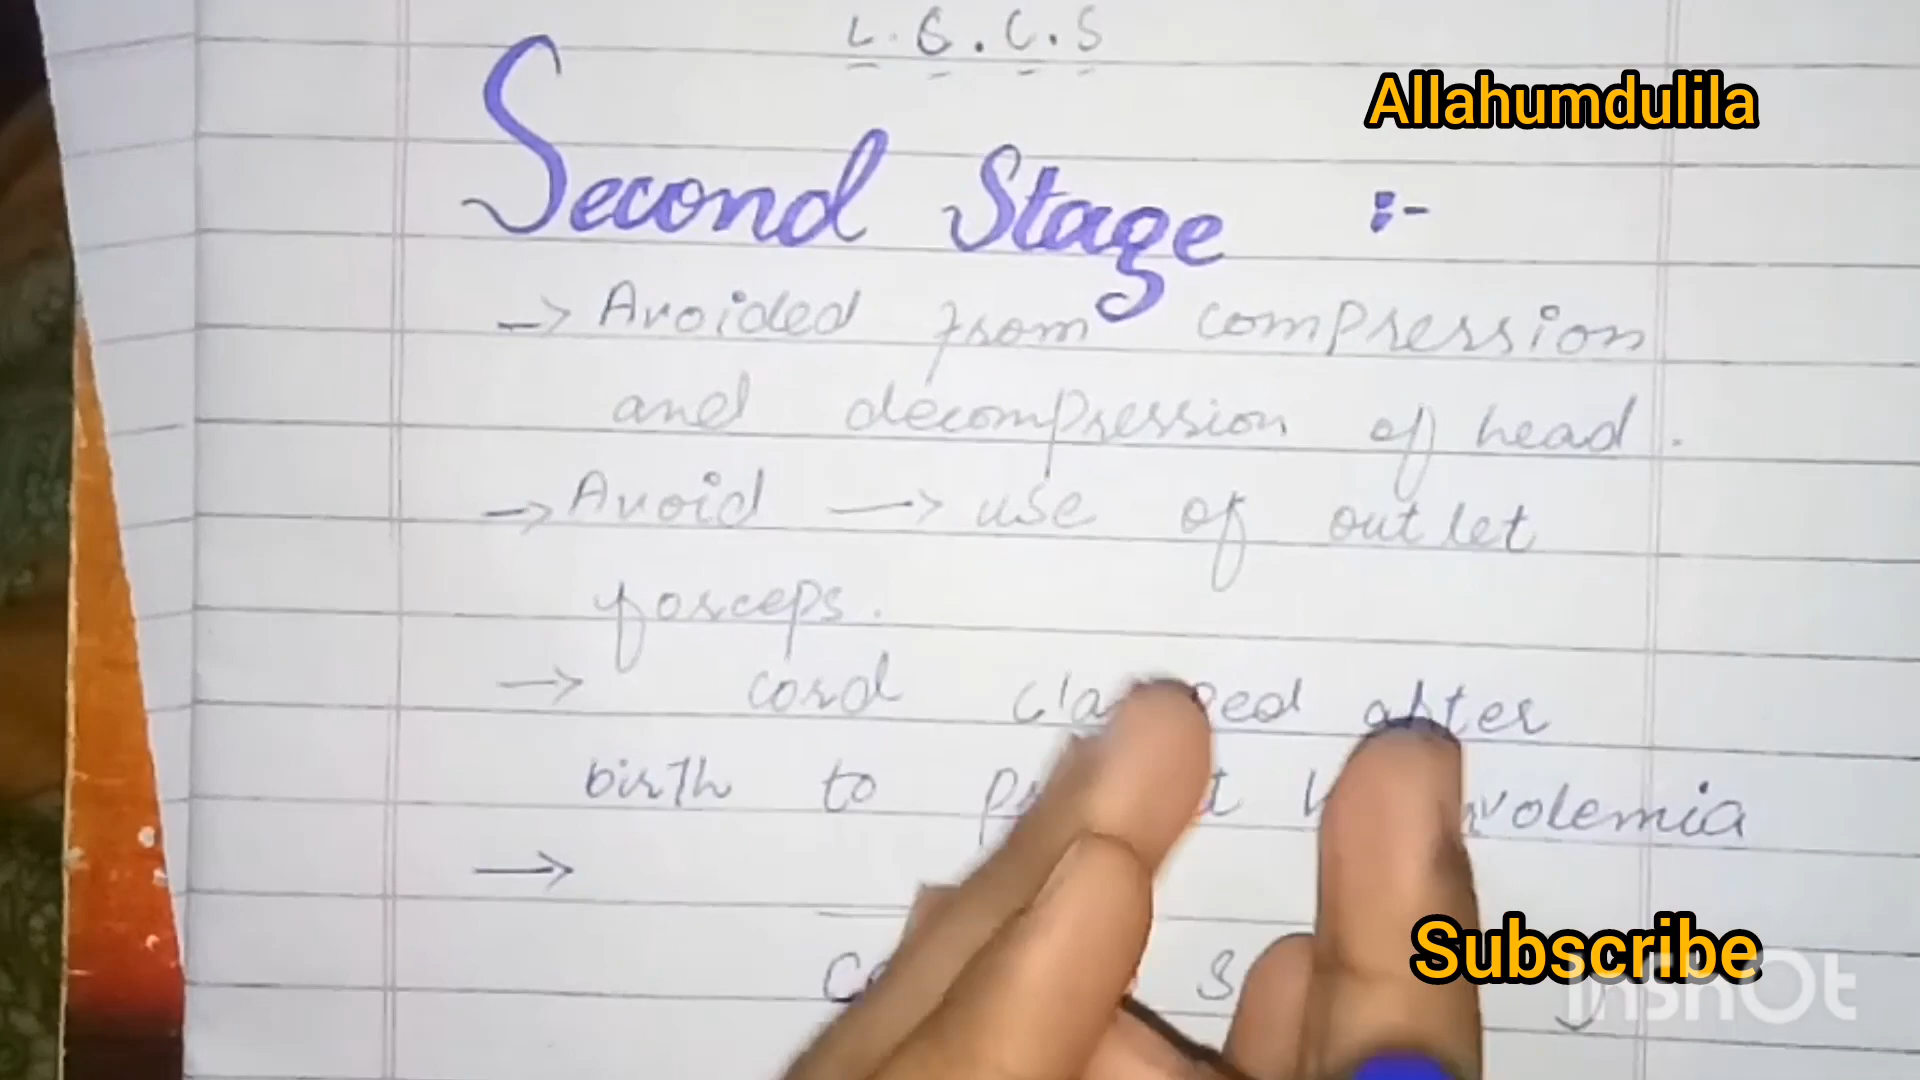 L.S.C.S
Allahumdulila
Second Stage :-
→ Avoided from compression
and decompression of head.
→ Avoid → use of outlet
forceps.
→ cord after
birth to
→
Subscribe
InShOt